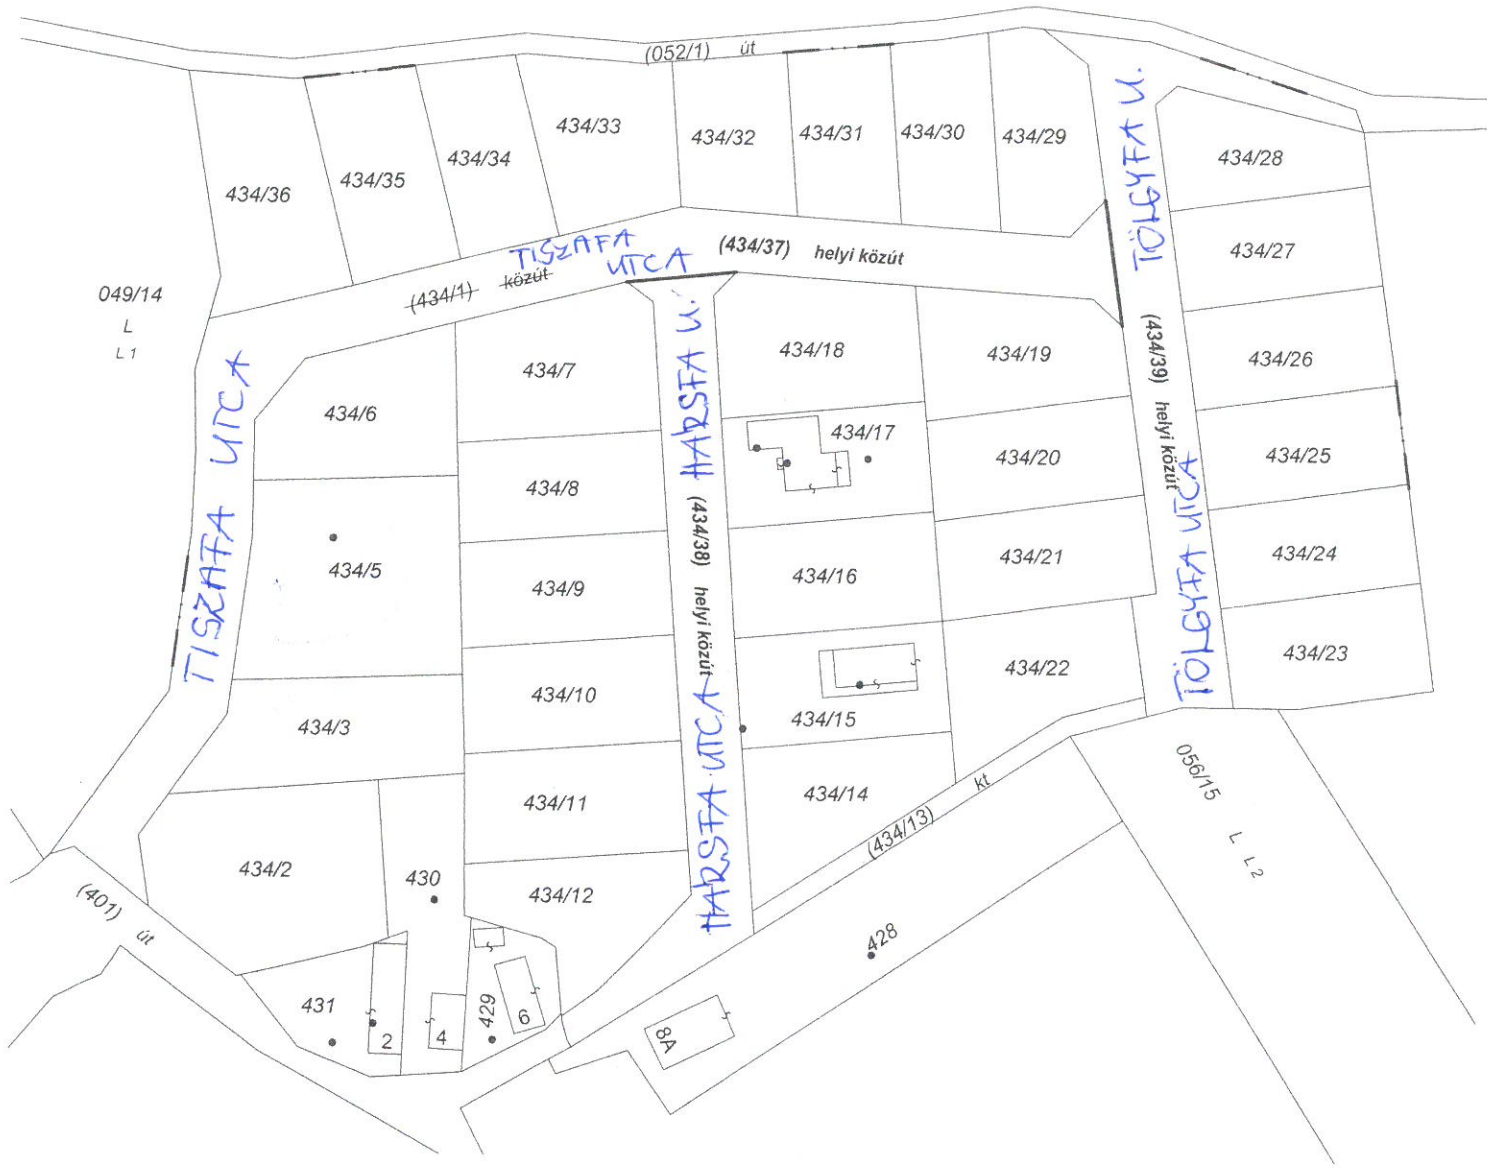 (052/1) út
434/36
434/35
434/34
434/33
434/32
434/31
434/30
434/29
TÖLGYFA U.
434/28
434/27
434/26
434/25
434/24
434/23
049/14
L
L 1
(434/1) közút
TISZAFA
UTCA
(434/37) helyi közút
TISZAFA UTCA
434/6
434/5
434/3
434/2
434/7
434/8
434/9
434/10
434/11
434/12
HÁRSFA U.
(434/38) helyi közút
HÁRSFA UTCA
434/18
434/17
434/16
434/15
434/14
434/19
434/20
434/21
434/22
(434/39) helyi közút
TÖLGYFA UTCA
(434/13) kt
056/15
L L 2
(401) út
430
431
2
4
429
6
428
8A